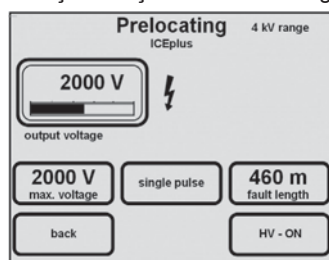 Prelocating
ICEplus
4 kV range
2000 V
output voltage
2000 V
max. voltage
single pulse
460 m
fault length
back
HV - ON